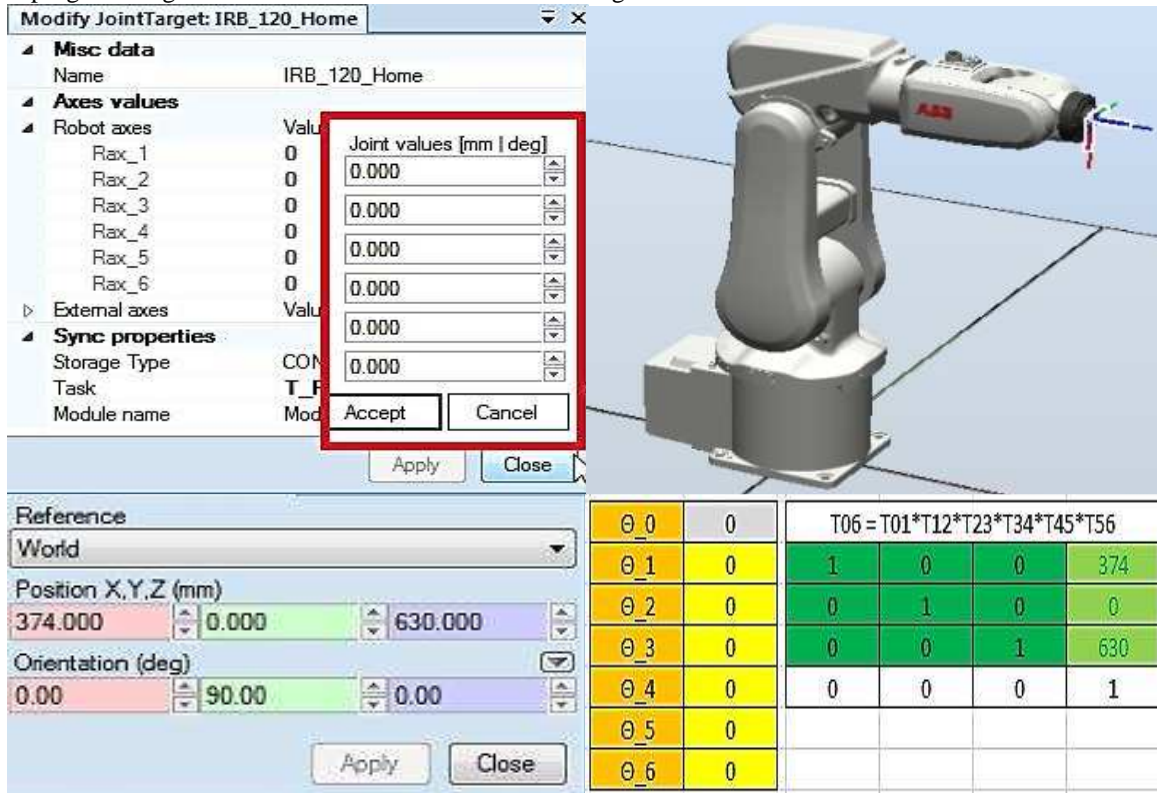 Modify JointTarget: IRB_120_Home
Misc data
Name IRB_120_Home
Axes values
Robot axes Valu
Rax_1 0
Rax_2 0
Rax_3 0
Rax_4 0
Rax_5 0
Rax_6 0
External axes Valu
Sync properties
Storage Type CON
Task T_R
Module name Mod
Joint values [mm | deg]
0.000
0.000
0.000
0.000
0.000
0.000
Accept Cancel
Apply Close
ABB
Reference
World
Position X,Y,Z (mm)
374.000 0.000 630.000
Orientation (deg)
0.00 90.00 0.00
Apply Close
Θ_0 0 T06 = T01*T12*T23*T34*T45*T56
Θ_1 0 1 0 0 374
Θ_2 0 0 1 0 0
Θ_3 0 0 0 1 630
Θ_4 0 0 0 0 1
Θ_5 0
Θ_6 0